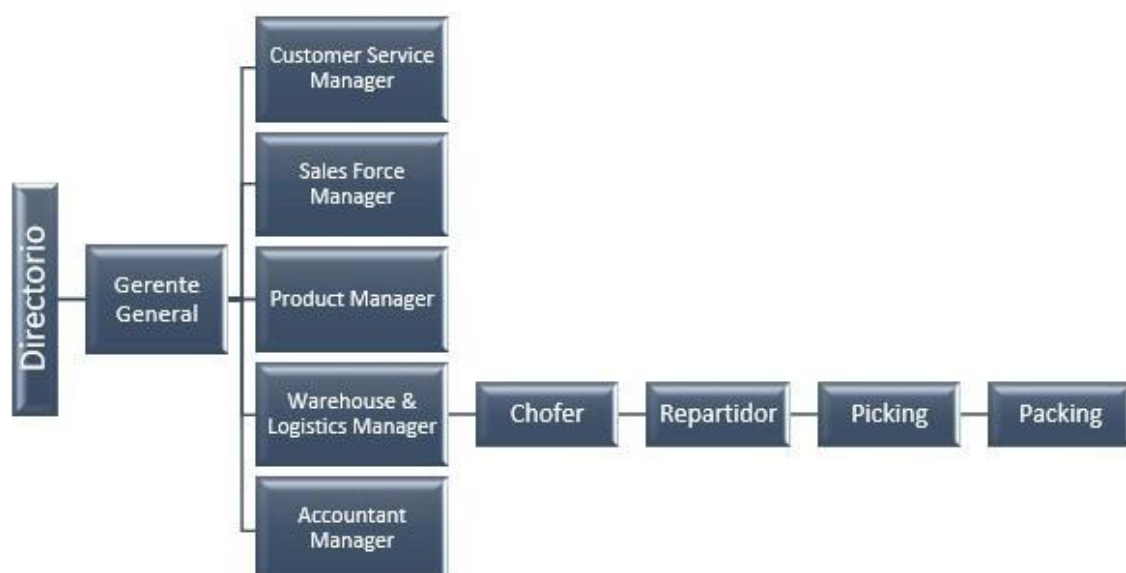 Directorio
Gerente
General
Customer Service
Manager
Sales Force
Manager
Product Manager
Warehouse &
Logistics Manager
Accountant
Manager
Chofer
Repartidor
Picking
Packing